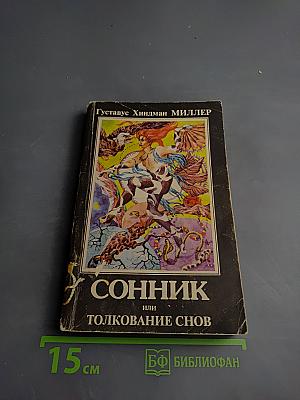 Густавус Хиндман МИЛЛЕР
СОННИК
или
ТОЛКОВАНИЕ СНОВ
15 см
БФ БИБЛИОФАН